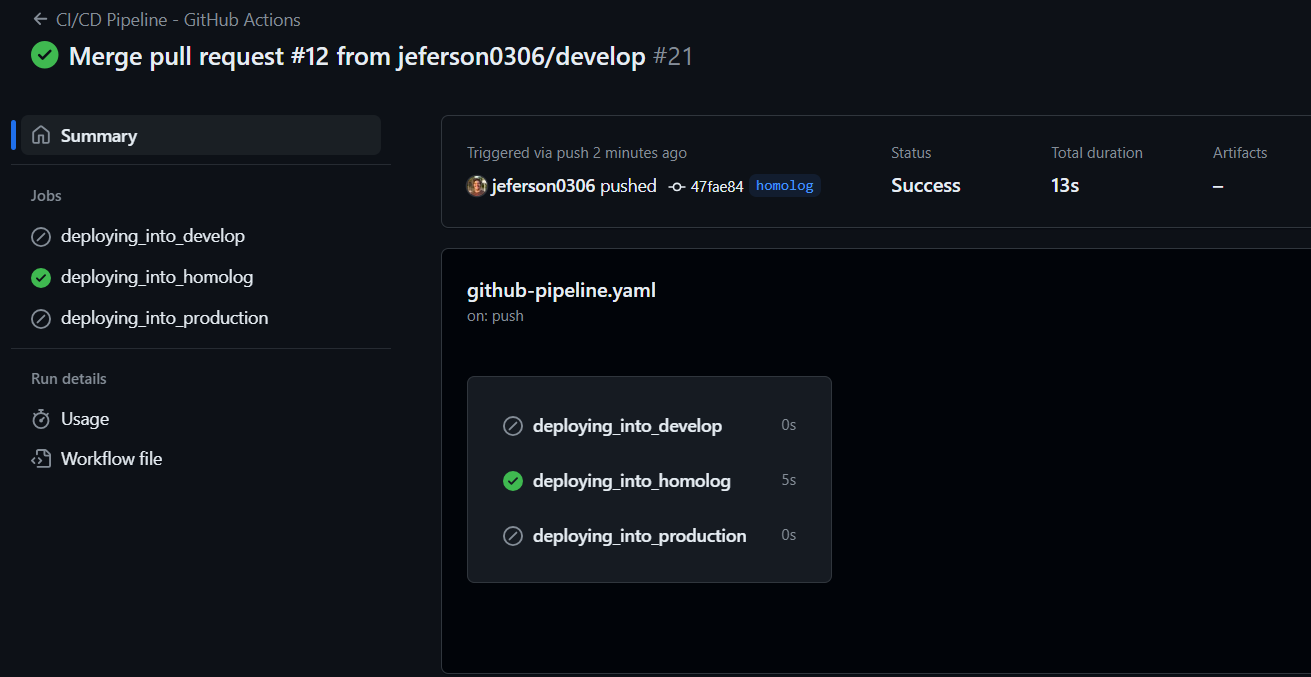 CI/CD Pipeline - GitHub Actions
Merge pull request #12 from jeferson0306/develop #21
Summary
Jobs
deploying_into_develop
deploying_into_homolog
deploying_into_production
Run details
Usage
Workflow file
Triggered via push 2 minutes ago
jeferson0306 pushed 47fae84 homolog
Status
Success
Total duration
13s
Artifacts
–
github-pipeline.yaml
on: push
deploying_into_develop 0s
deploying_into_homolog 5s
deploying_into_production 0s